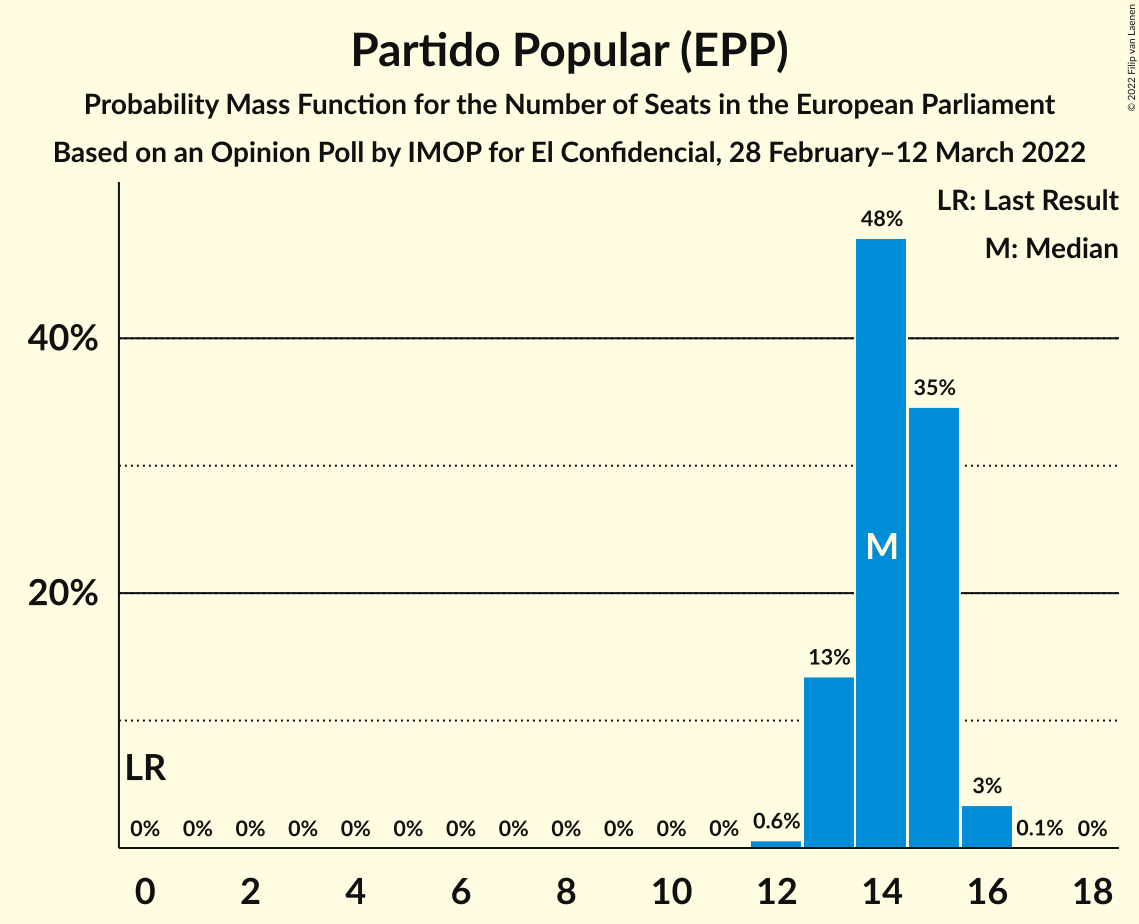 Partido Popular (EPP)
Probability Mass Function for the Number of Seats in the European Parliament
Based on an Opinion Poll by IMOP for El Confidencial, 28 February–12 March 2022
© 2022 Filip van Laenen
LR: Last Result
M: Median
40%
20%
LR
M
0% 0% 0% 0% 0% 0% 0% 0% 0% 0% 0% 0% 0.6% 13% 48% 35% 3% 0.1% 0%
0 2 4 6 8 10 12 14 16 18